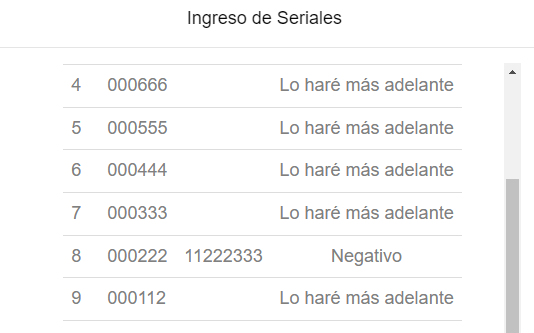 Ingreso de Seriales
4 000666 Lo haré más adelante
5 000555 Lo haré más adelante
6 000444 Lo haré más adelante
7 000333 Lo haré más adelante
8 000222 11222333 Negativo
9 000112 Lo haré más adelante